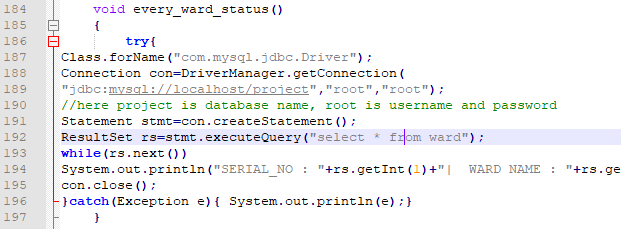 184 void every_ward_status()
185 {
186 try{
187 Class.forName("com.mysql.jdbc.Driver");
188 Connection con=DriverManager.getConnection(
189 "jdbc:mysql://localhost/project","root","root");
190 //here project is database name, root is username and password
191 Statement stmt=con.createStatement();
192 ResultSet rs=stmt.executeQuery("select * from ward");
193 while(rs.next())
194 System.out.println("SERIAL_NO : "+rs.getInt(1)+"|  WARD NAME : "+rs.ge
195 con.close();
196 }catch(Exception e){ System.out.println(e);}
197 }